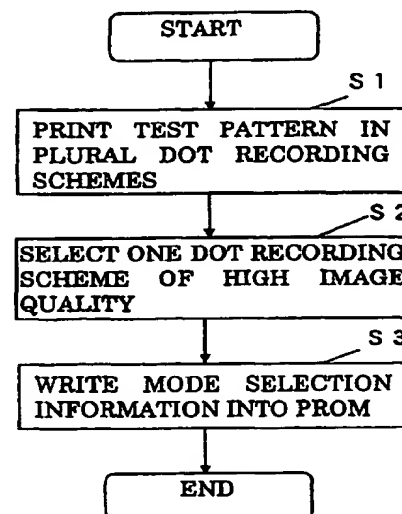 START
S 1
PRINT TEST PATTERN IN
PLURAL DOT RECORDING
SCHEMES
S 2
SELECT ONE DOT RECORDING
SCHEME OF HIGH IMAGE
QUALITY
S 3
WRITE MODE SELECTION
INFORMATION INTO PROM
END